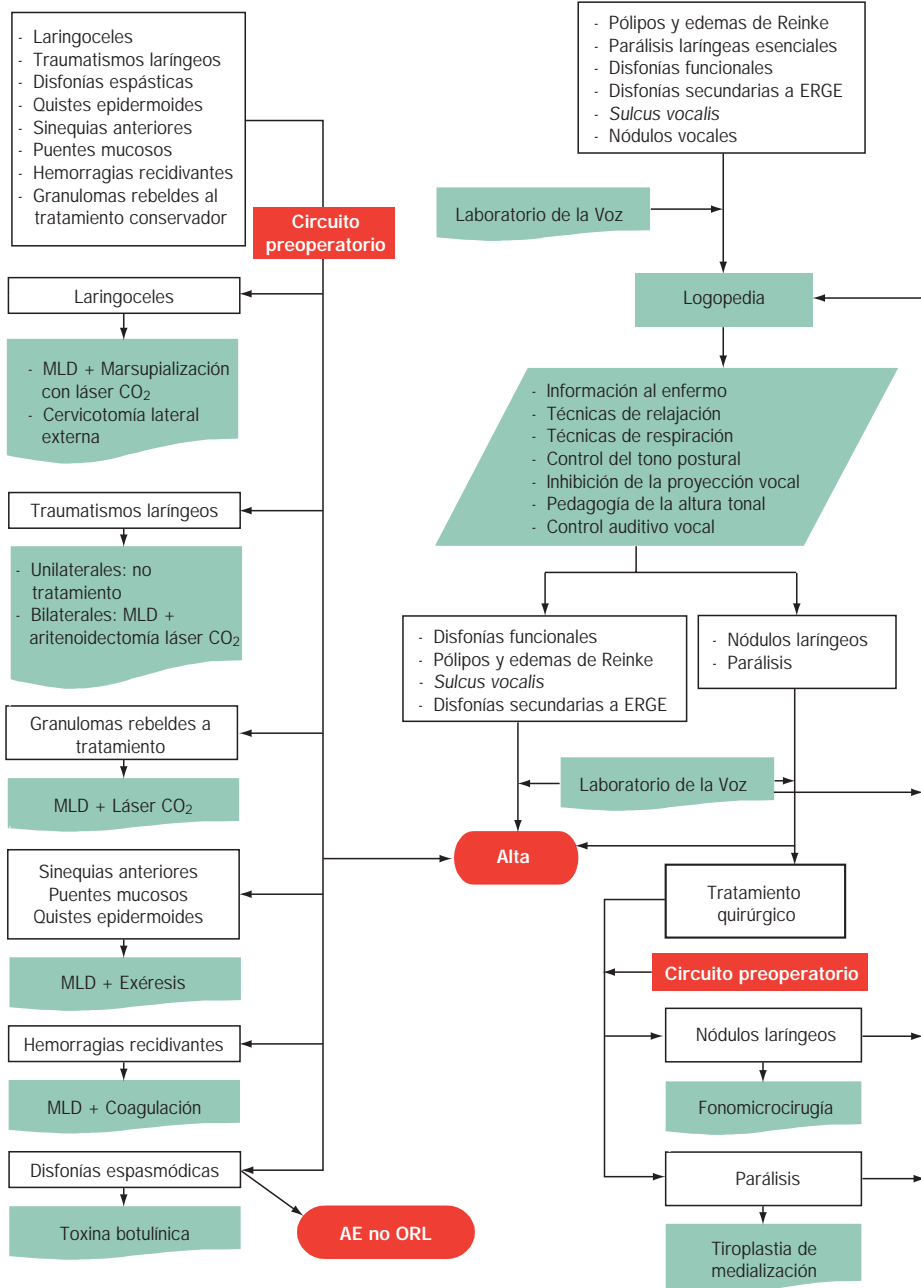 - Laringoceles
- Traumatismos laríngeos
- Disfonías espásticas
- Quistes epidermoides
- Sinequias anteriores
- Puentes mucosos
- Hemorragias recidivantes
- Granulomas rebeldes al
tratamiento conservador
Circuito
preoperatorio
Laringoceles
- MLD + Marsupialización
con láser CO₂
- Cervicotomía lateral
externa
Traumatismos laríngeos
- Unilaterales: no
tratamiento
- Bilaterales: MLD +
aritenoidectomía láser CO₂
Granulomas rebeldes a
tratamiento
MLD + Láser CO₂
Sinequias anteriores
Puentes mucosos
Quistes epidermoides
MLD + Exéresis
Hemorragias recidivantes
MLD + Coagulación
Disfonías espasmódicas
Toxina botulínica
AE no ORL
- Pólipos y edemas de Reinke
- Parálisis laríngeas esenciales
- Disfonías funcionales
- Disfonías secundarias a ERGE
- Sulcus vocalis
- Nódulos vocales
Laboratorio de la Voz
Logopedia
- Información al enfermo
- Técnicas de relajación
- Técnicas de respiración
- Control del tono postural
- Inhibición de la proyección vocal
- Pedagogía de la altura tonal
- Control auditivo vocal
- Disfonías funcionales
- Pólipos y edemas de Reinke
- Sulcus vocalis
- Disfonías secundarias a ERGE
- Nódulos laríngeos
- Parálisis
Laboratorio de la Voz
Alta
Tratamiento
quirúrgico
Circuito preoperatorio
Nódulos laríngeos
Fonomicrocirugía
Parálisis
Tiroplastia de
medialización